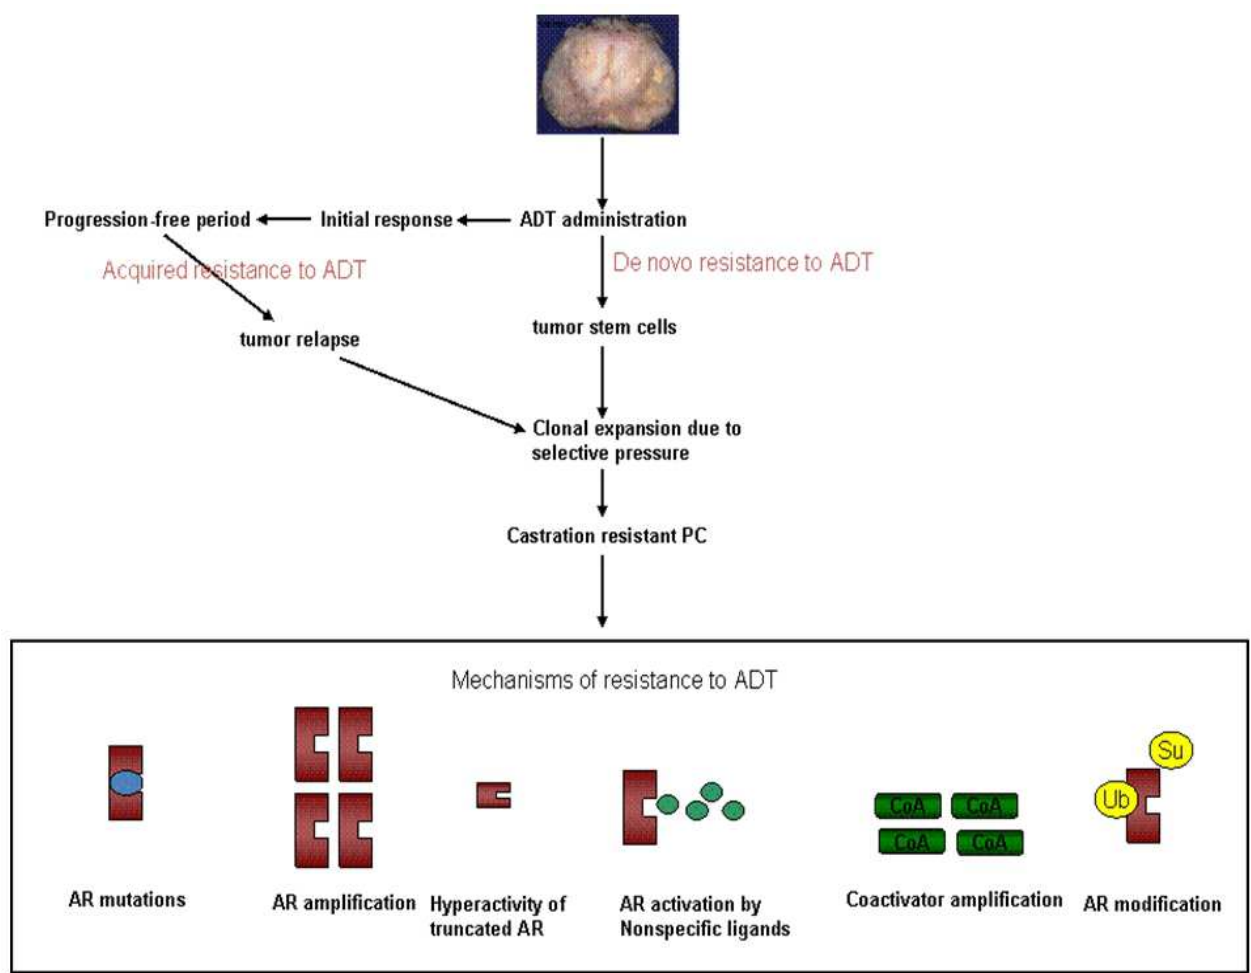 Progression-free period
Initial response
ADT administration
Acquired resistance to ADT
De novo resistance to ADT
tumor relapse
tumor stem cells
Clonal expansion due to
selective pressure
Castration resistant PC
Mechanisms of resistance to ADT
Su
Ub
CoA
CoA
CoA
CoA
AR mutations
AR amplification
Hyperactivity of
truncated AR
AR activation by
Nonspecific ligands
Coactivator amplification
AR modification